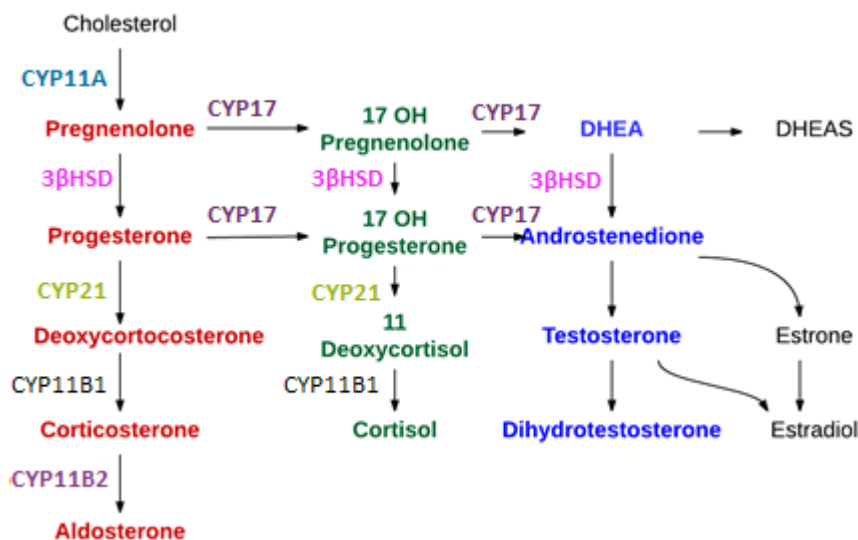 Cholesterol
CYP11A
CYP17
CYP17
Pregnenolone
17 OH
Pregnenolone
DHEA
DHEAS
3βHSD
3βHSD
3βHSD
CYP17
CYP17
Progesterone
17 OH
Progesterone
Androstenedione
CYP21
CYP21
Deoxycortocosterone
11
Deoxycortisol
Testosterone
Estrone
CYP11B1
CYP11B1
Corticosterone
Cortisol
Dihydrotestosterone
Estradiol
CYP11B2
Aldosterone